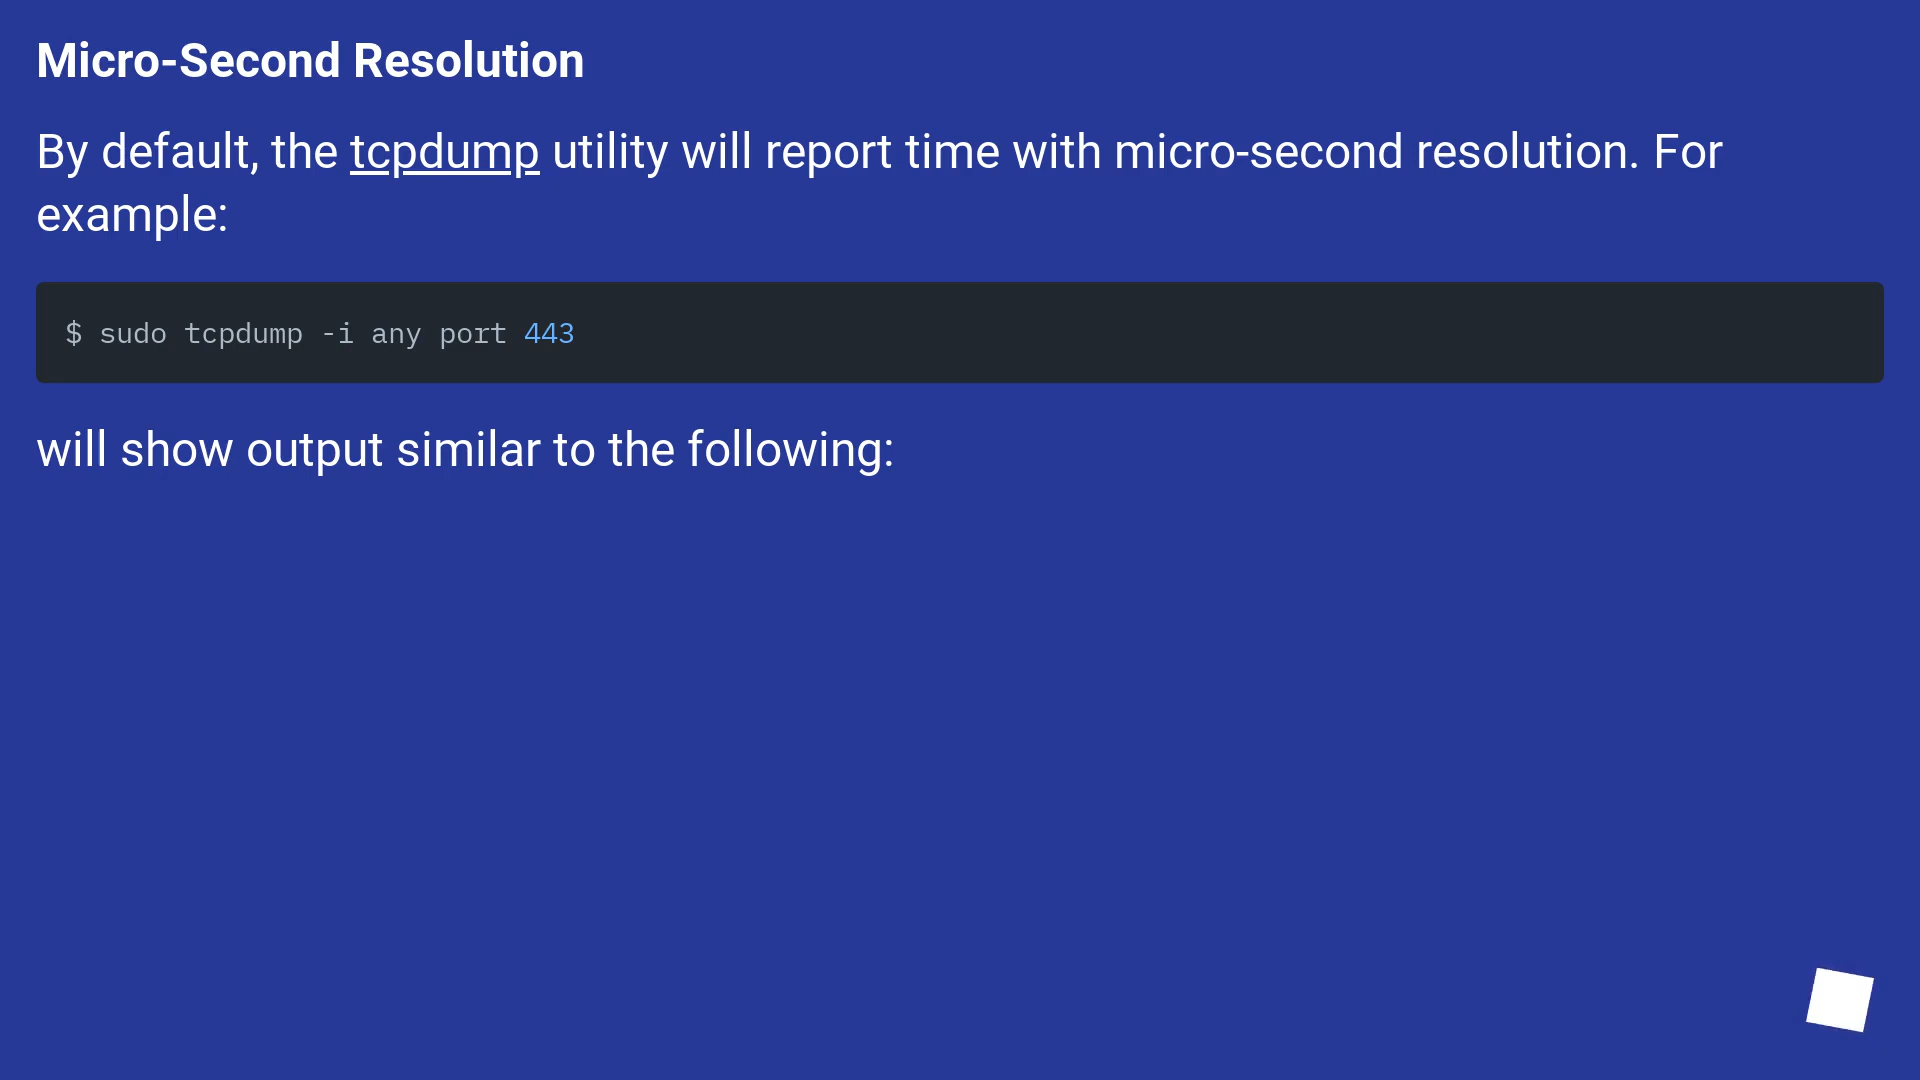 Micro-Second Resolution
By default, the tcpdump utility will report time with micro-second resolution. For
example:
$ sudo tcpdump -i any port 443
will show output similar to the following: